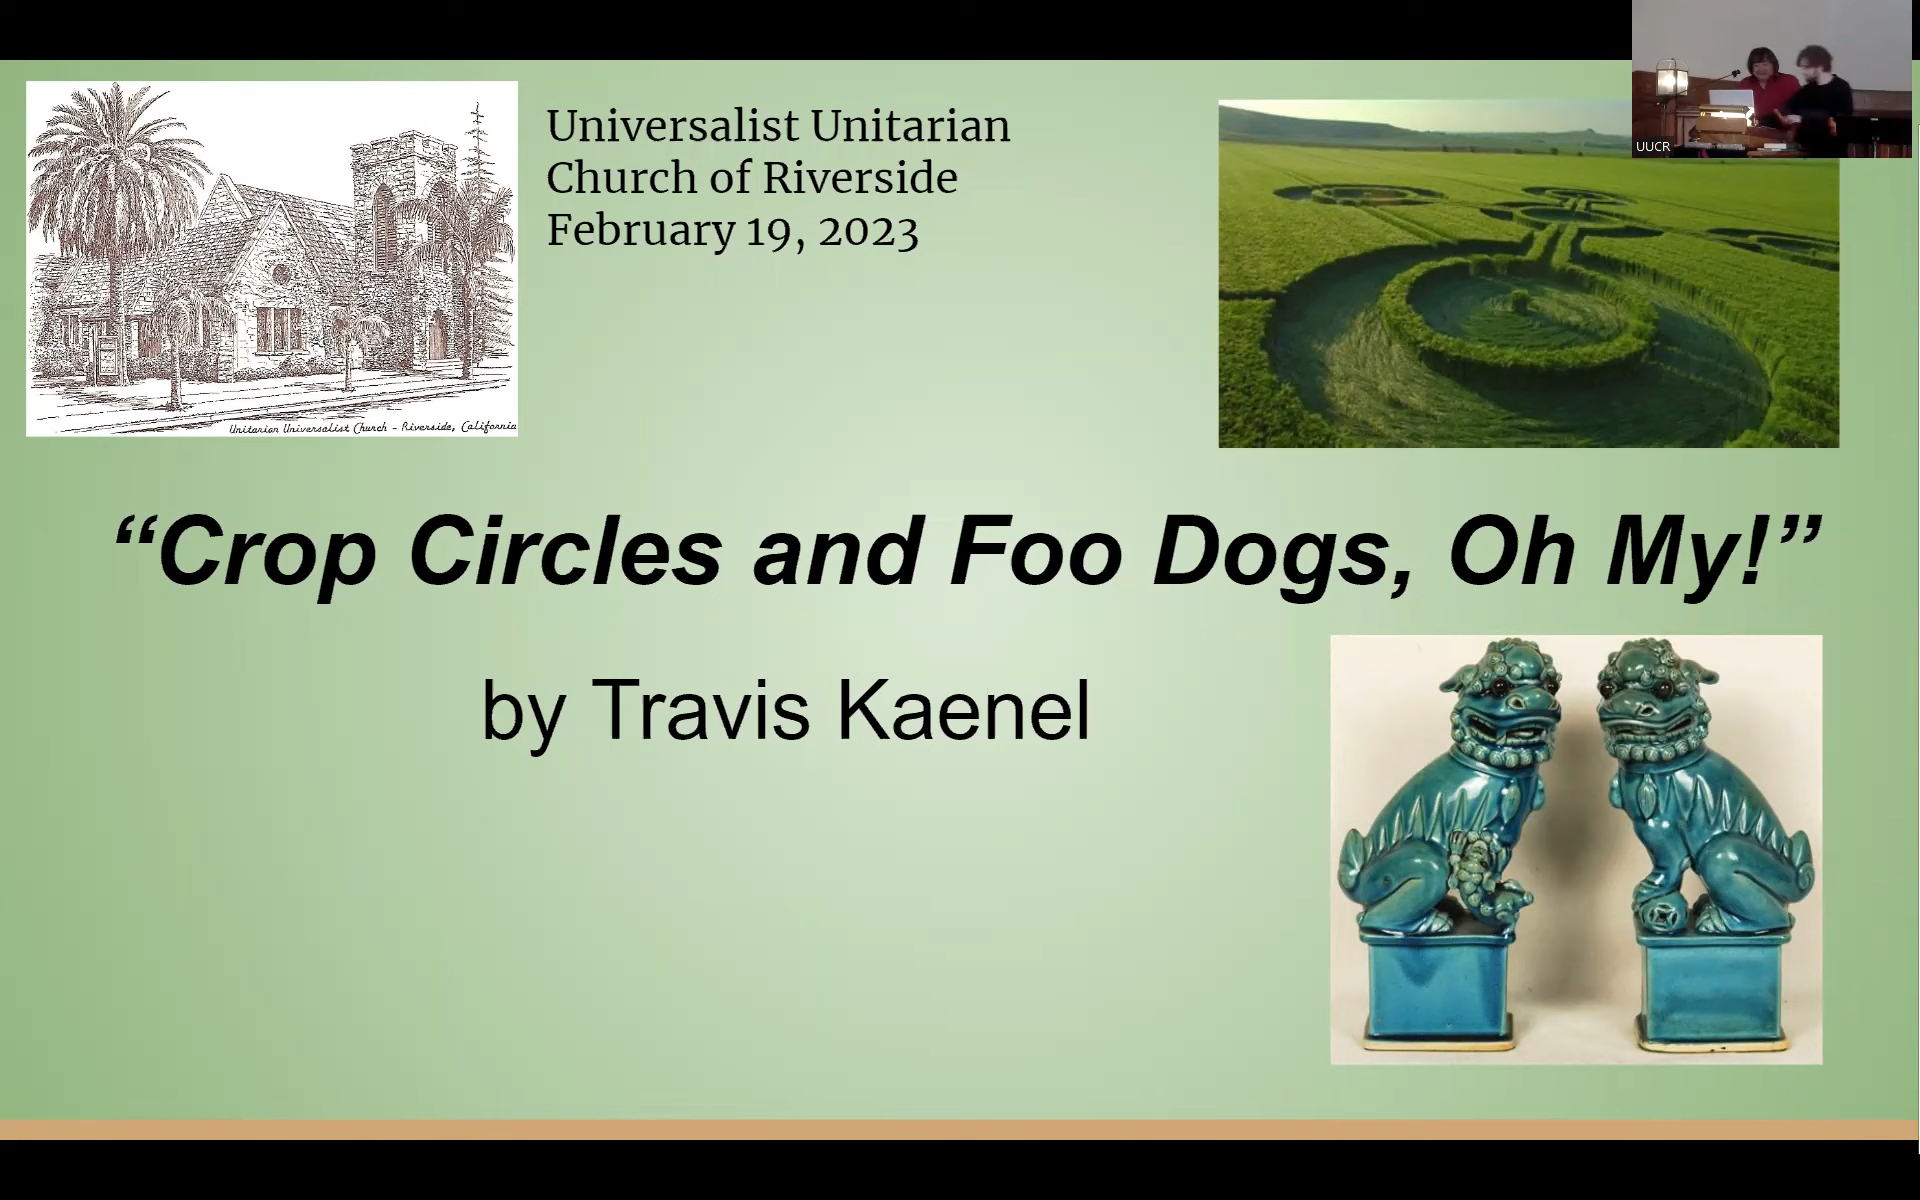 Universalist Unitarian
Church of Riverside
February 19, 2023
UUCR
Unitarian Universalist Church - Riverside, California
“Crop Circles and Foo Dogs, Oh My!”
by Travis Kaenel